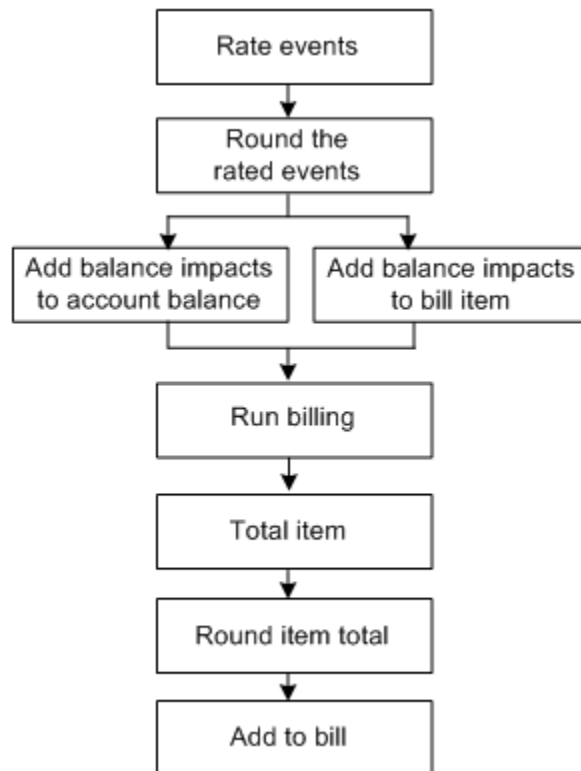 Rate events
Round the
rated events
Add balance impacts
to account balance
Add balance impacts
to bill item
Run billing
Total item
Round item total
Add to bill